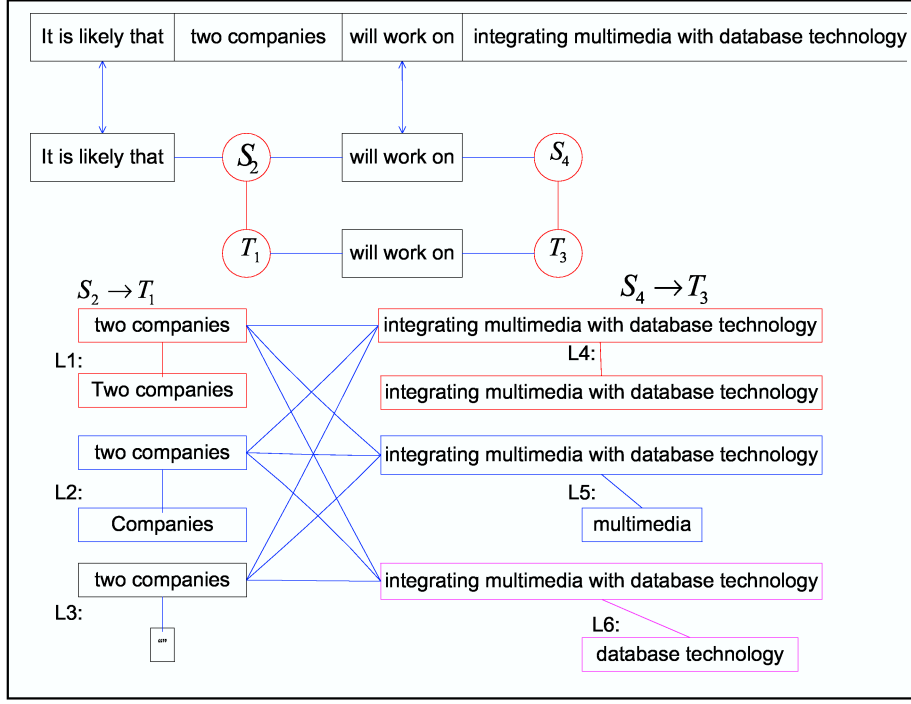 It is likely that two companies will work on integrating multimedia with database technology
It is likely that S2 will work on S4
T1 will work on T3
S2 → T1 S4 → T3
two companies integrating multimedia with database technology
L1: L4:
Two companies integrating multimedia with database technology
two companies integrating multimedia with database technology
L2: L5:
Companies multimedia
two companies integrating multimedia with database technology
L3: L6:
“” database technology